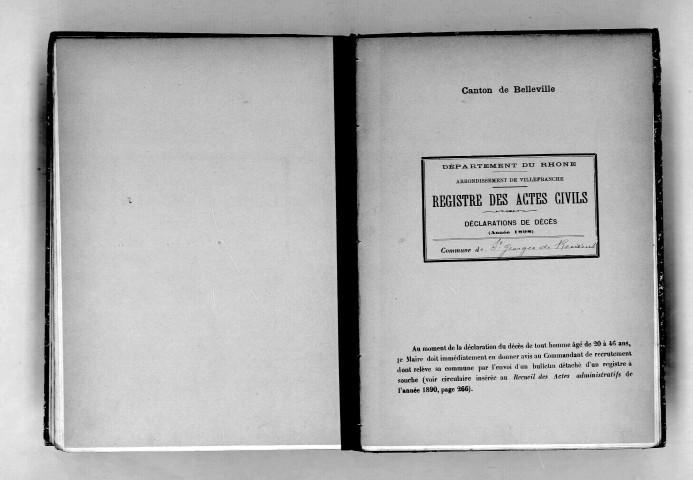 Canton de Belleville
DÉPARTEMENT DU RHONE
ARRONDISSEMENT DE VILLEFRANCHE
REGISTRE DES ACTES CIVILS
DÉCLARATIONS DE DÉCÈS
(Année 1898)
Commune de St Georges de Reneins
Au moment de la déclaration du décès de tout homme âgé de 20 à 46 ans,
le Maire doit immédiatement en donner avis au Commandant de recrutement
dont relève sa commune par l'envoi d'un bulletin détaché d'un registre à
souche (voir circulaire insérée au Recueil des Actes administratifs de
l'année 1890, page 266).